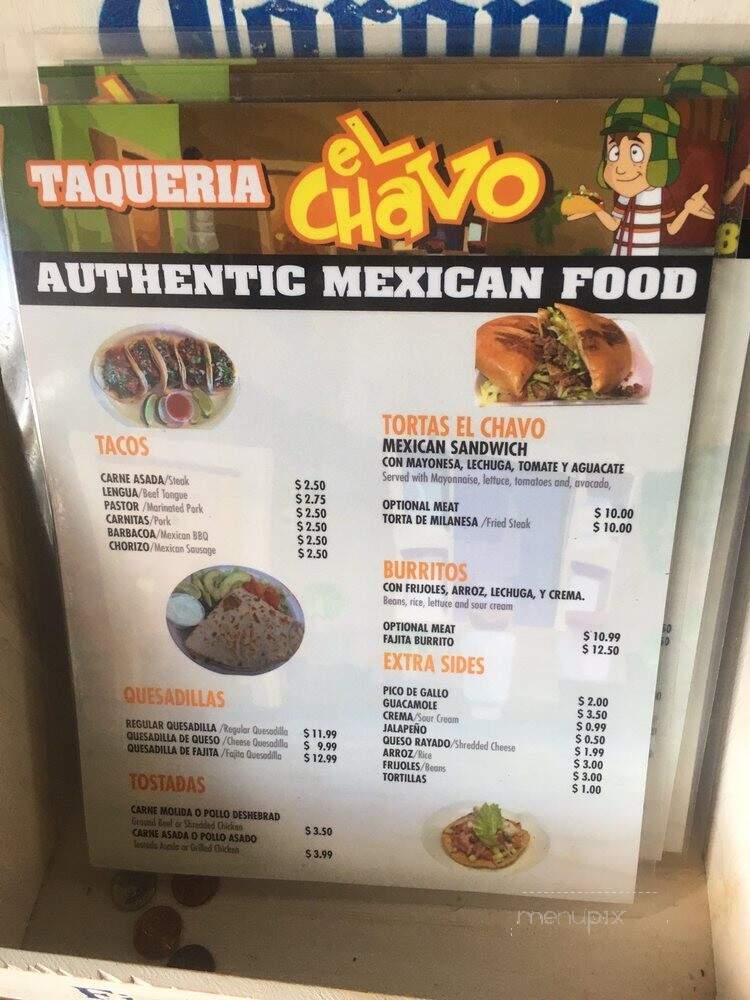 Corona
TAQUERIA EL CHAVO
AUTHENTIC MEXICAN FOOD
TACOS
CARNE ASADA/Steak $ 2.50
LENGUA/Beef Tongue $ 2.75
PASTOR /Marinated Pork $ 2.50
CARNITAS/Pork $ 2.50
BARBACOA/Mexican BBQ $ 2.50
CHORIZO/Mexican Sausage $ 2.50
QUESADILLAS
REGULAR QUESADILLA /Regular Quesadilla $ 11.99
QUESADILLA DE QUESO /Cheese Quesadilla $ 9.99
QUESADILLA DE FAJITA /Fajita Quesadilla $ 12.99
TOSTADAS
CARNE MOLIDA O POLLO DESHEBRAD
Ground Beef or Shredded Chicken $ 3.50
CARNE ASADA O POLLO ASADO
Tostada Asada or Grilled Chicken $ 3.99
TORTAS EL CHAVO
MEXICAN SANDWICH
CON MAYONESA, LECHUGA, TOMATE Y AGUACATE
Served with Mayonnaise, lettuce, tomatoes and, avocado,
OPTIONAL MEAT $ 10.00
TORTA DE MILANESA /Fried Steak $ 10.00
BURRITOS
CON FRIJOLES, ARROZ, LECHUGA, Y CREMA.
Beans, rice, lettuce and sour cream
OPTIONAL MEAT $ 10.99
FAJITA BURRITO $ 12.50
EXTRA SIDES
PICO DE GALLO $ 2.00
GUACAMOLE $ 3.50
CREMA/Sour Cream $ 0.99
JALAPEÑO $ 0.50
QUESO RAYADO/Shredded Cheese $ 1.99
ARROZ/Rice $ 3.00
FRIJOLES/Beans $ 3.00
TORTILLAS $ 1.00
menupix